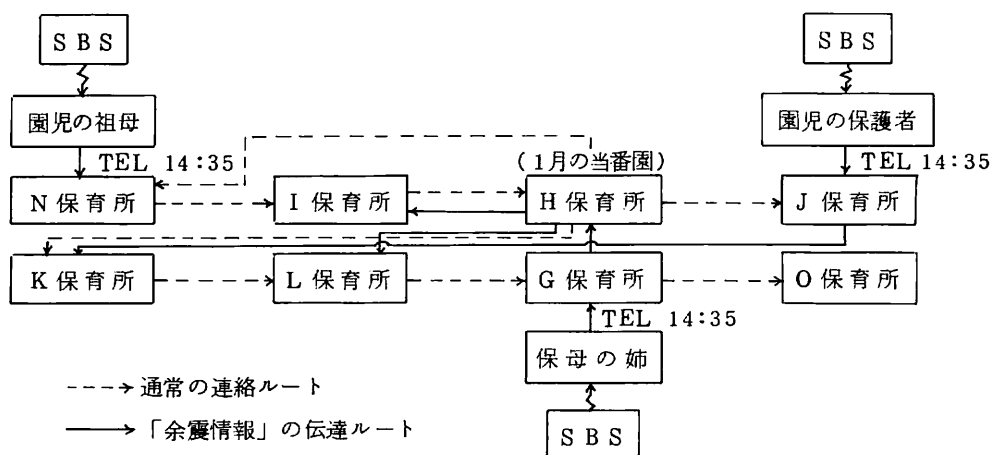 SBS
SBS
園児の祖母
園児の保護者
TEL 14:35
(1月の当番園)
TEL 14:35
N保育所
I保育所
H保育所
J保育所
K保育所
L保育所
G保育所
O保育所
TEL 14:35
保母の姉
通常の連絡ルート
「余震情報」の伝達ルート
SBS